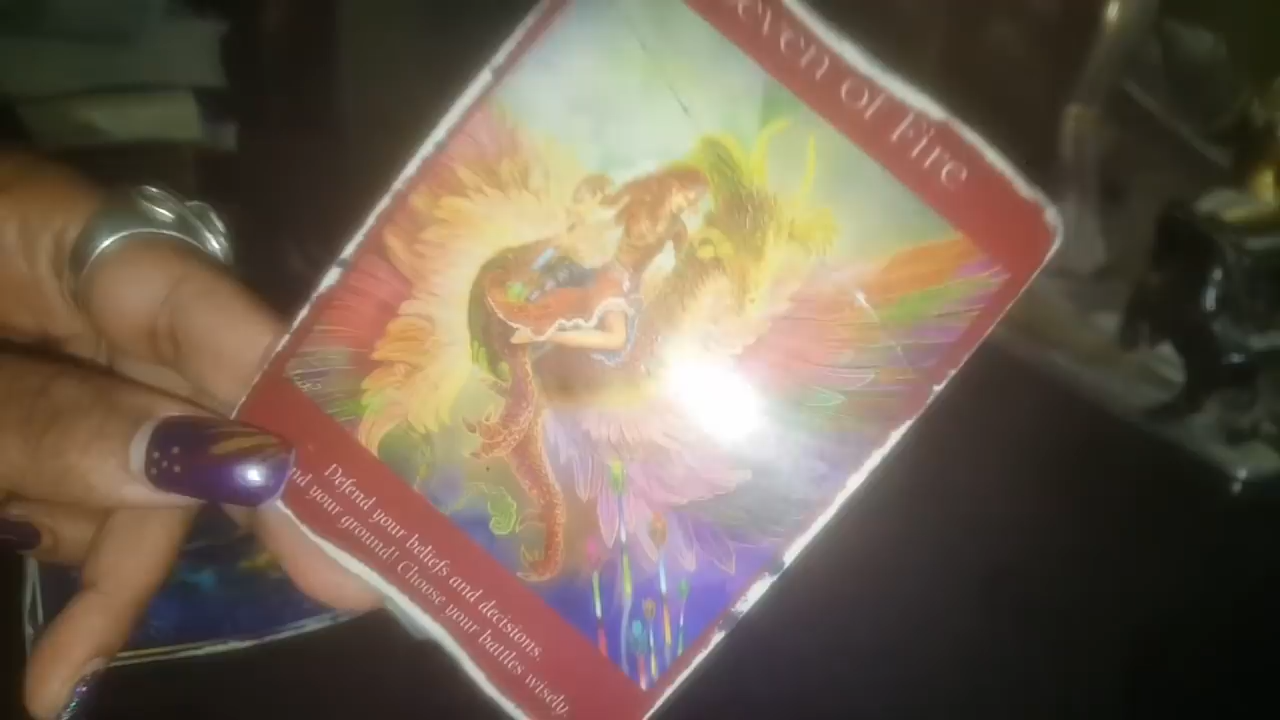 even of Fire
Defend your beliefs and decisions.
nd your ground! Choose your battles wisely.